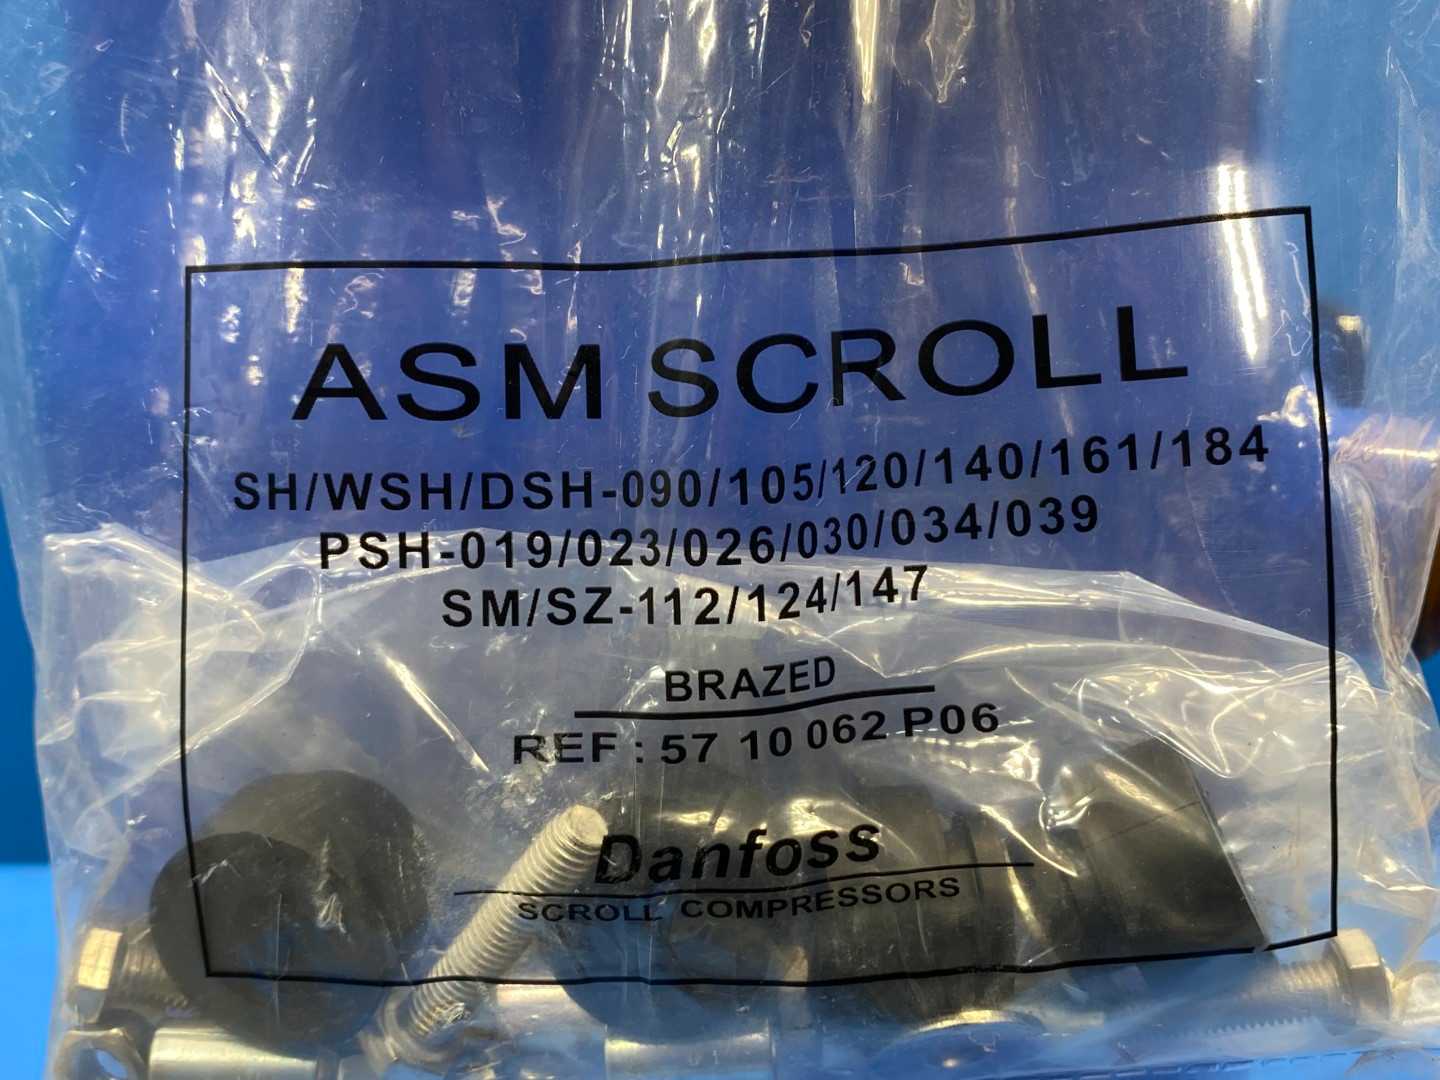 ASM SCROLL
SH/WSH/DSH-090/105/120/140/161/184
PSH-019/023/026/030/034/039
SM/SZ-112/124/147
BRAZED
REF: 57 10 062 P06
Danfoss
SCROLL COMPRESSORS